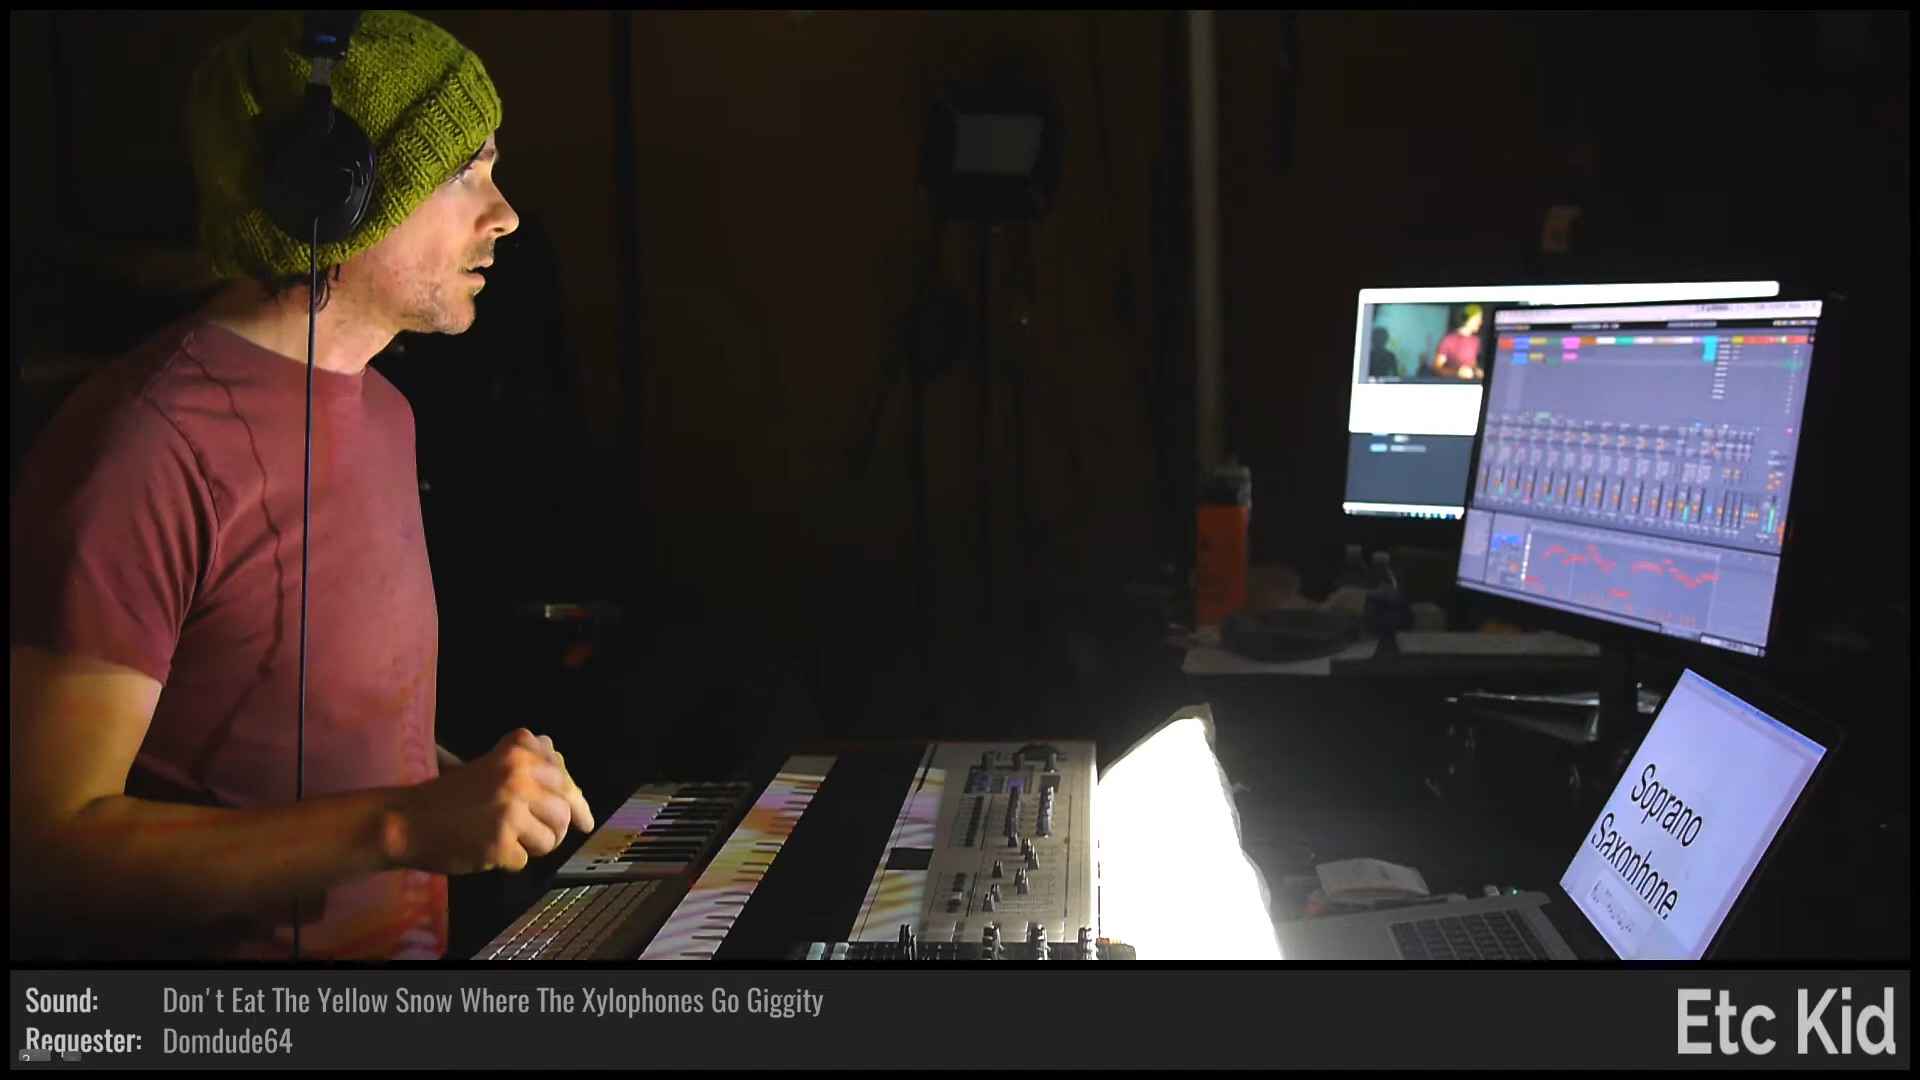 Soprano
Saxophone
Sound: Don't Eat The Yellow Snow Where The Xylophones Go Giggity
Requester: Domdude64
Etc Kid